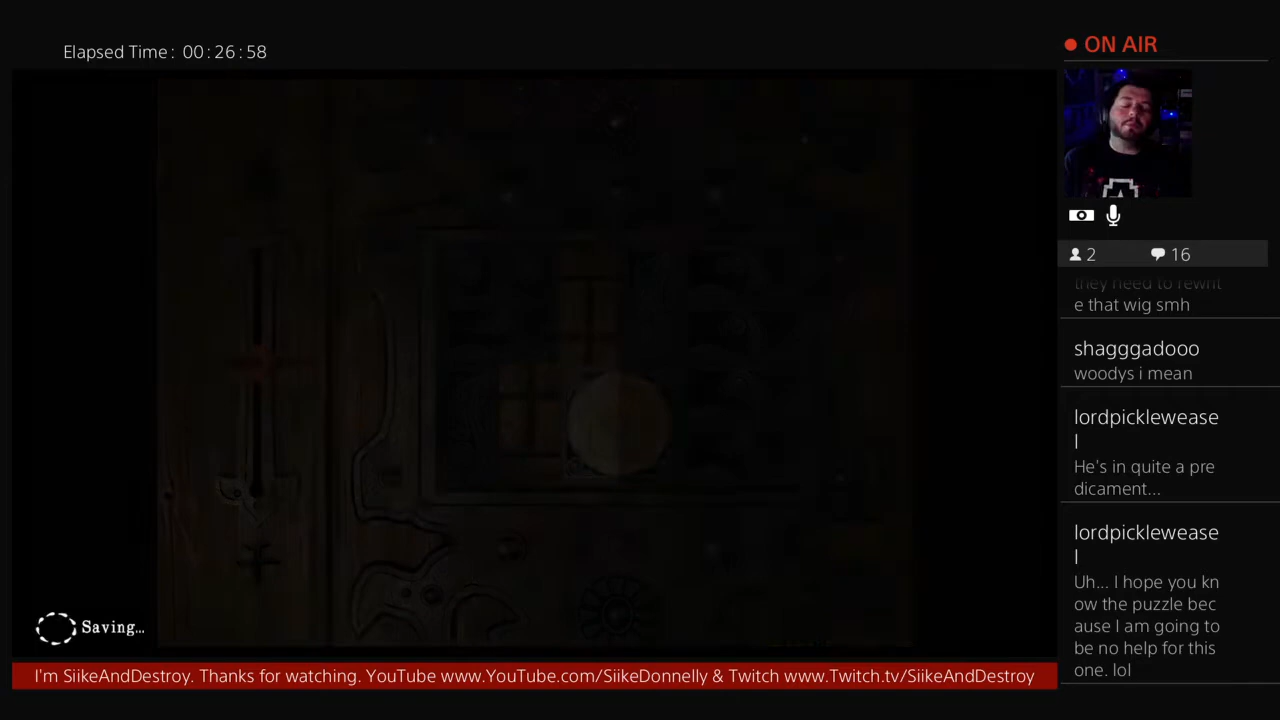 Elapsed Time: 00:26:58
ON AIR
2
16
they need to rewrit
e that wig smh
shagggadooo
woodys i mean
lordpicklewease
l
He's in quite a pre
dicament...
lordpicklewease
l
Uh... I hope you kn
ow the puzzle bec
ause I am going to
be no help for this
one. lol
Saving...
I'm SiikeAndDestroy. Thanks for watching. YouTube www.YouTube.com/SiikeDonnelly & Twitch www.Twitch.tv/SiikeAndDestroy